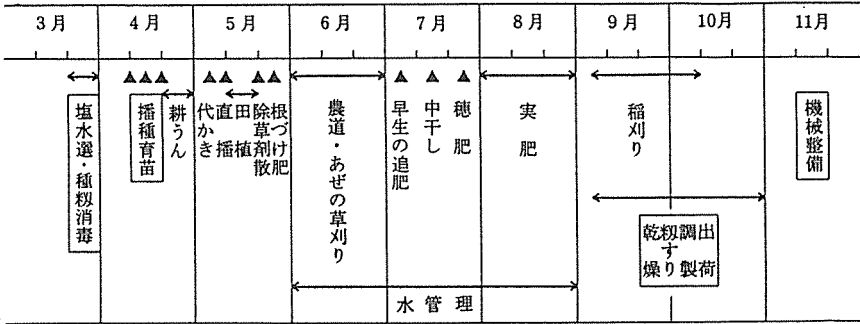 3月
4月
5月
6月
7月
8月
9月
10月
11月
塩水選・種籾消毒
播種育苗
耕うん
代かき
直播
田植
除草剤散
根づけ肥
農道・あぜの草刈り
早生の追肥
中干し
穂肥
実肥
稲刈り
乾燥
籾すり
調製
出荷
機械整備
水管理